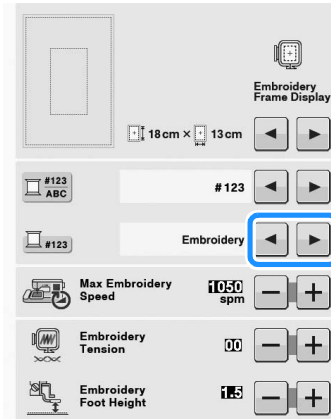 Embroidery
Frame Display
18 cm × 13 cm
#123
ABC
#123
#123
Embroidery
Max Embroidery
Speed
1050
spm
Embroidery
Tension
00
Embroidery
Foot Height
1.5